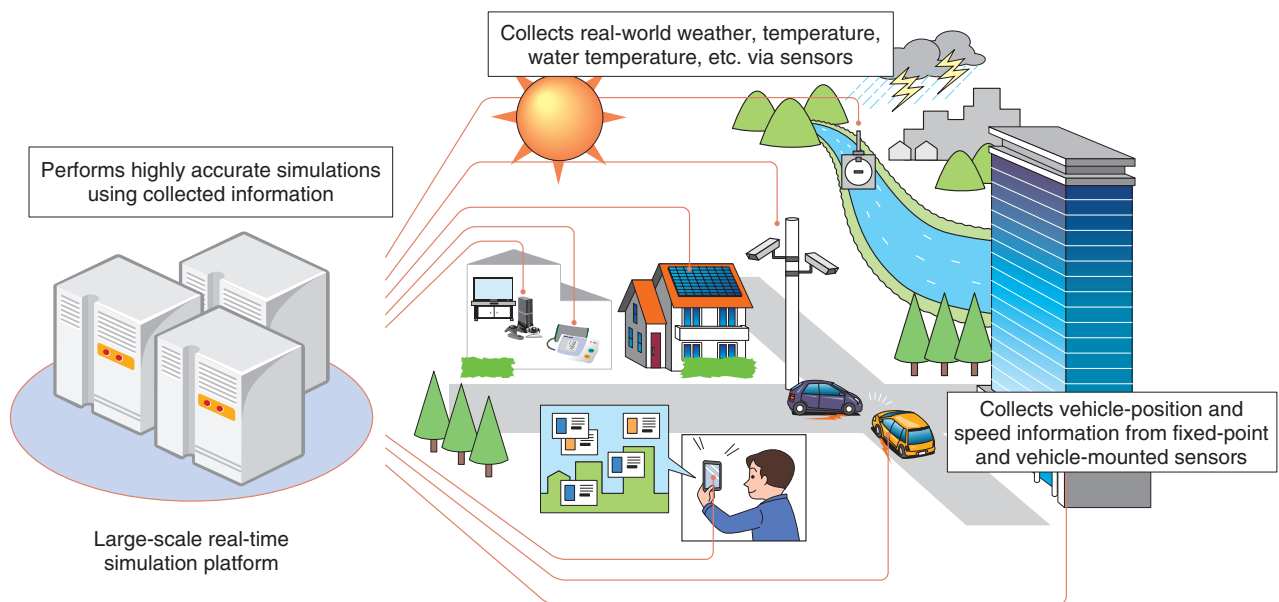 Collects real-world weather, temperature,
water temperature, etc. via sensors
Performs highly accurate simulations
using collected information
Collects vehicle-position and
speed information from fixed-point
and vehicle-mounted sensors
Large-scale real-time
simulation platform